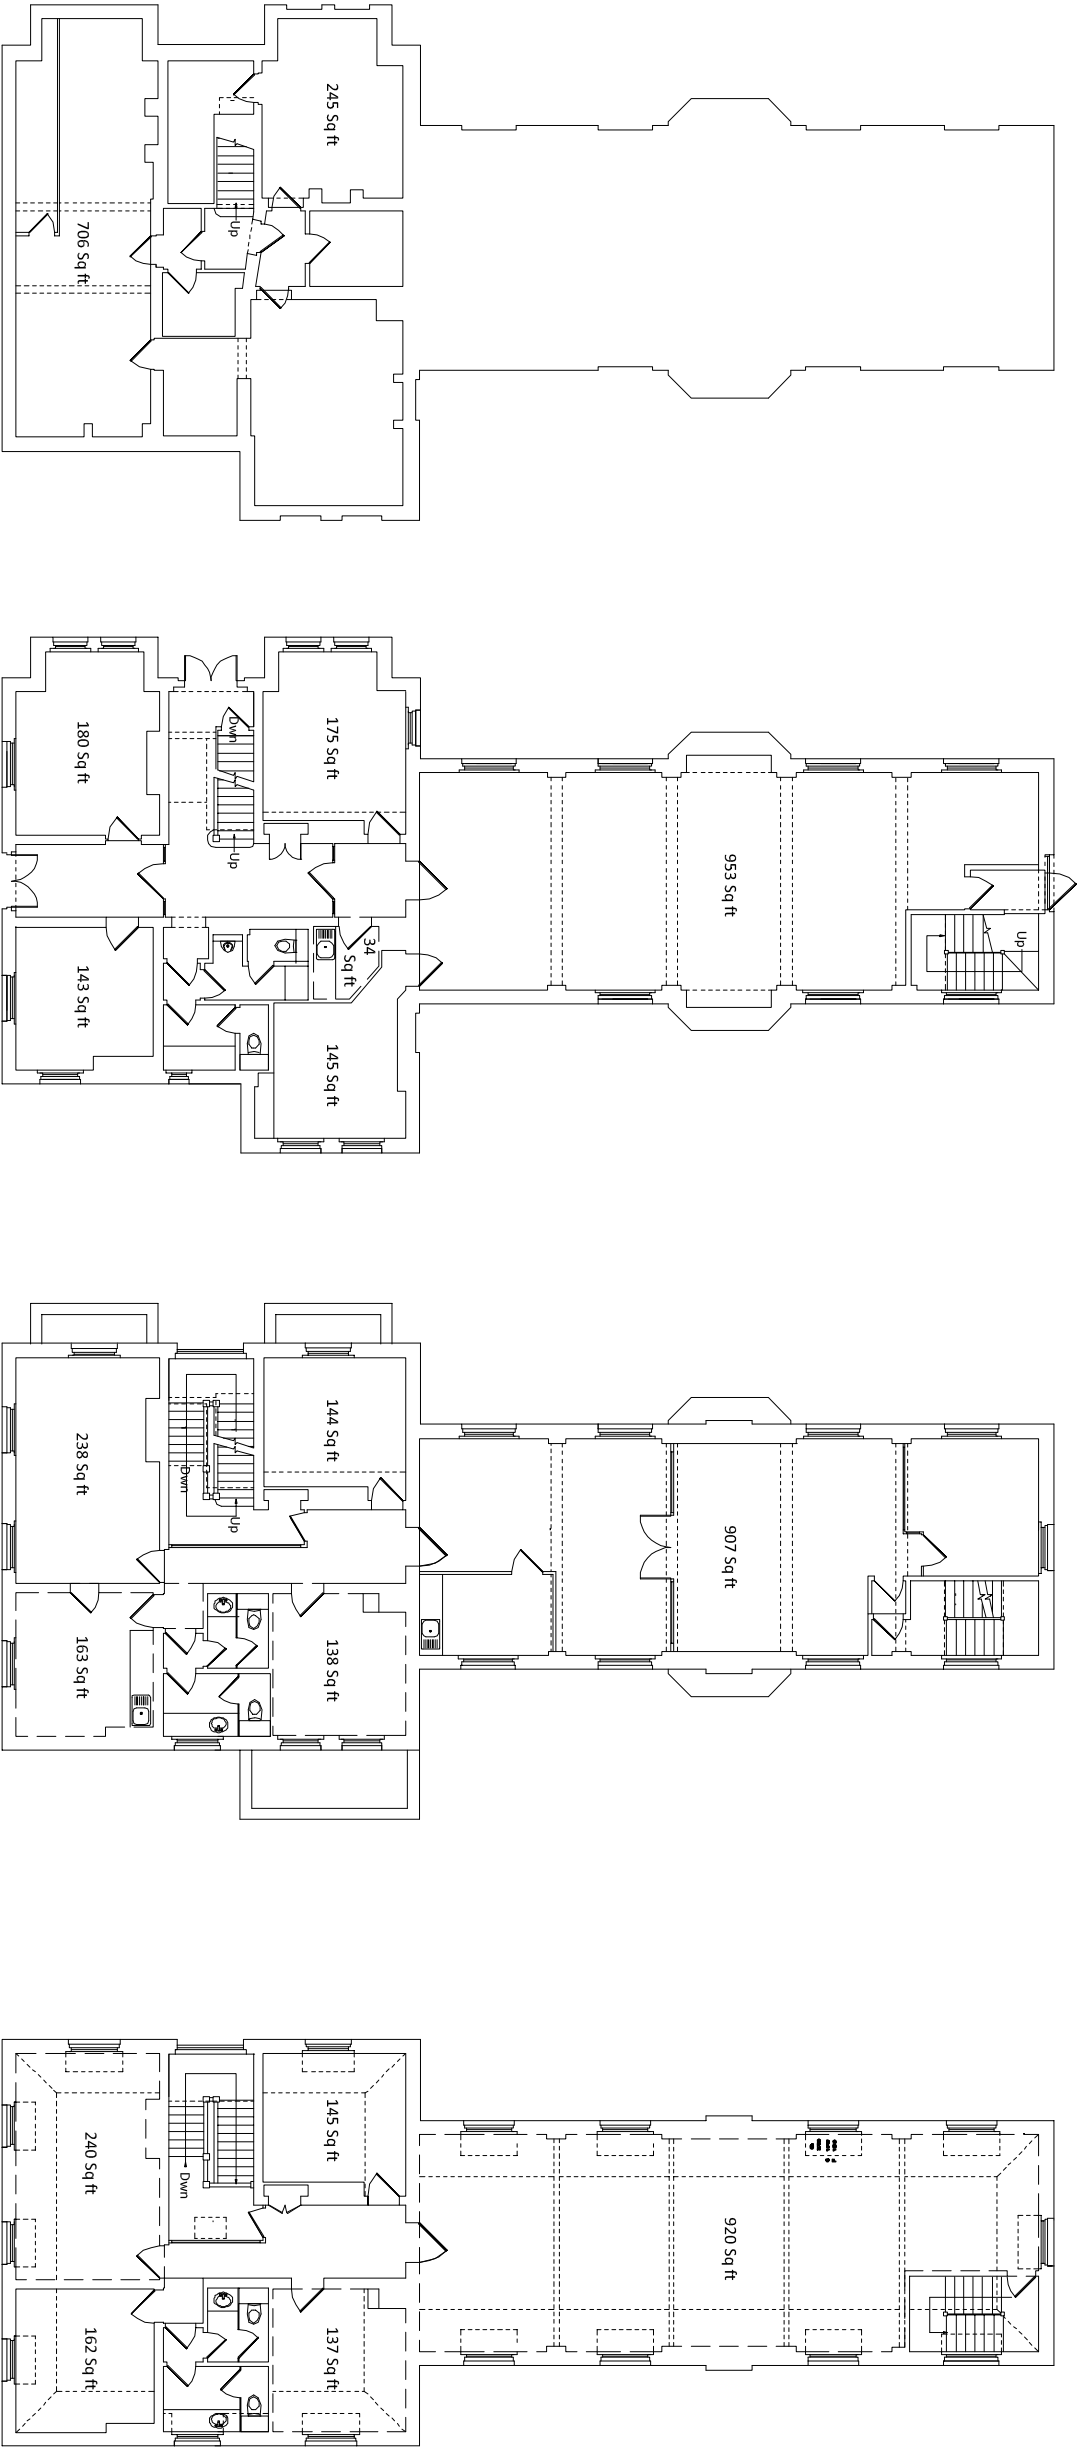 245 Sq ft
Up
706 Sq ft
175 Sq ft
Dwn
180 Sq ft
Up
953 Sq ft
Up
34
Sq ft
143 Sq ft
145 Sq ft
144 Sq ft
238 Sq ft
Dwn
Up
907 Sq ft
163 Sq ft
138 Sq ft
145 Sq ft
240 Sq ft
Dwn
920 Sq ft
162 Sq ft
137 Sq ft